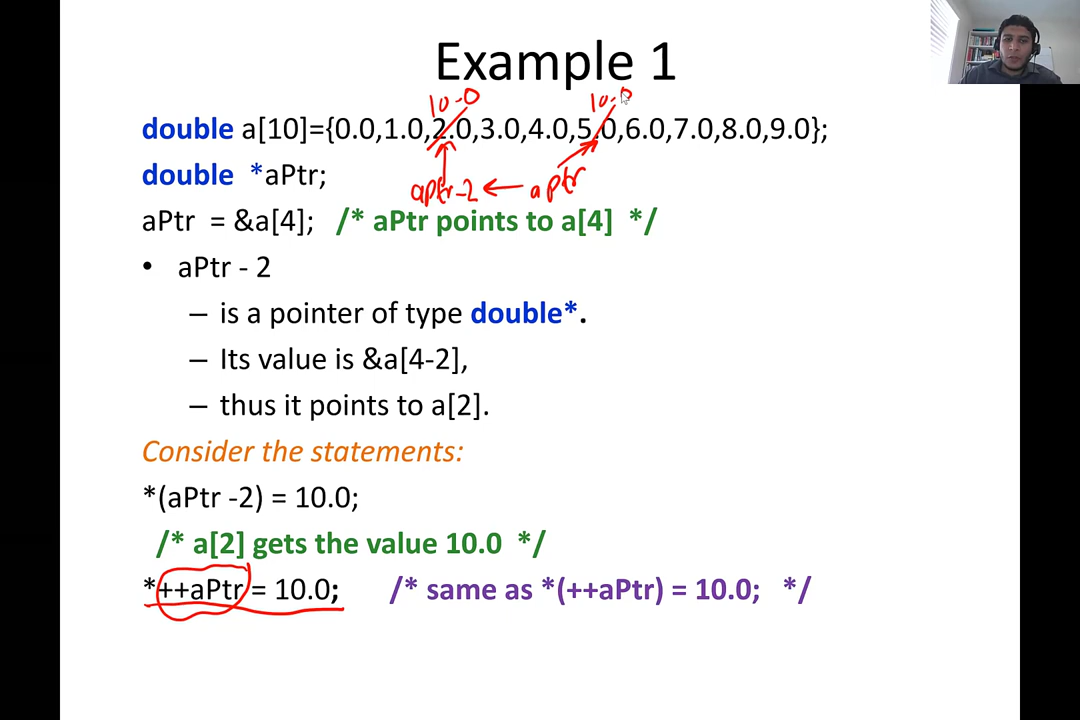 Example 1
10.0 10.0
double a[10]={0.0,1.0,2.0,3.0,4.0,5.0,6.0,7.0,8.0,9.0};
double *aPtr;
aptr-2 ← aptr
aPtr = &a[4]; /* aPtr points to a[4] */
• aPtr - 2
– is a pointer of type double*.
– Its value is &a[4-2],
– thus it points to a[2].
Consider the statements:
*(aPtr -2) = 10.0;
/* a[2] gets the value 10.0 */
*++aPtr = 10.0; /* same as *(++aPtr) = 10.0; */